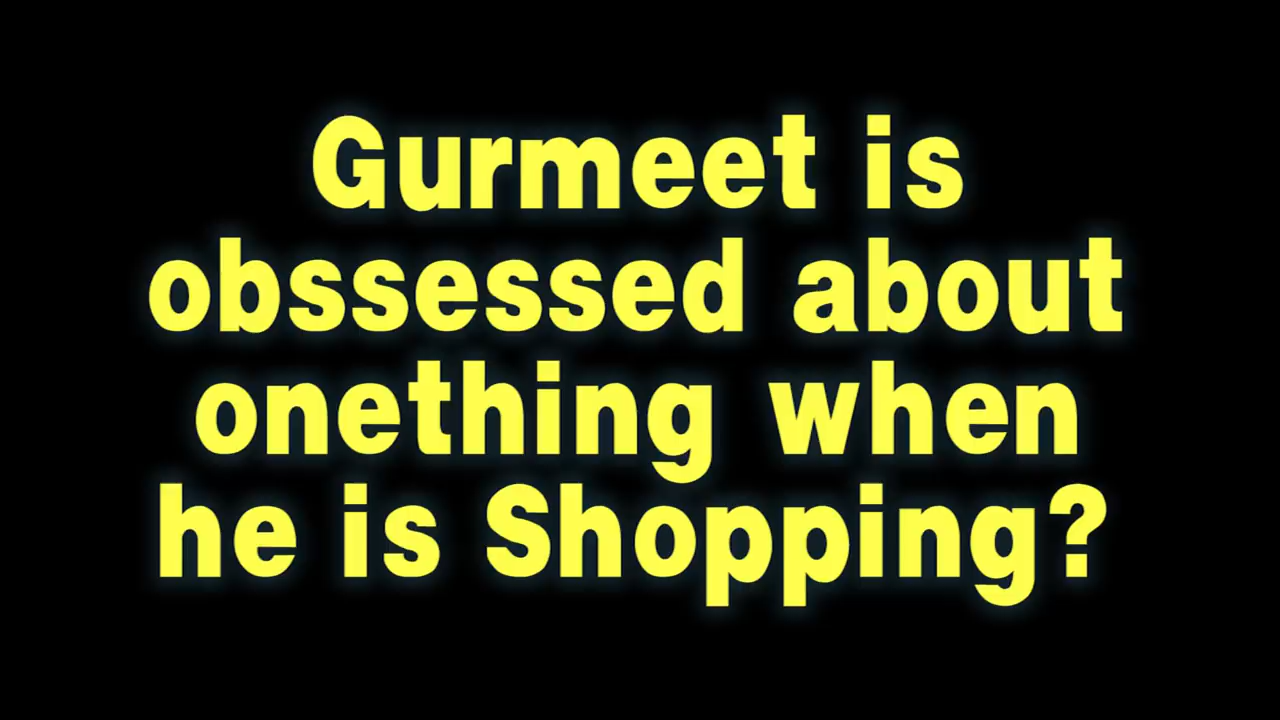 Gurmeet is
obssessed about
onething when
he is Shopping?